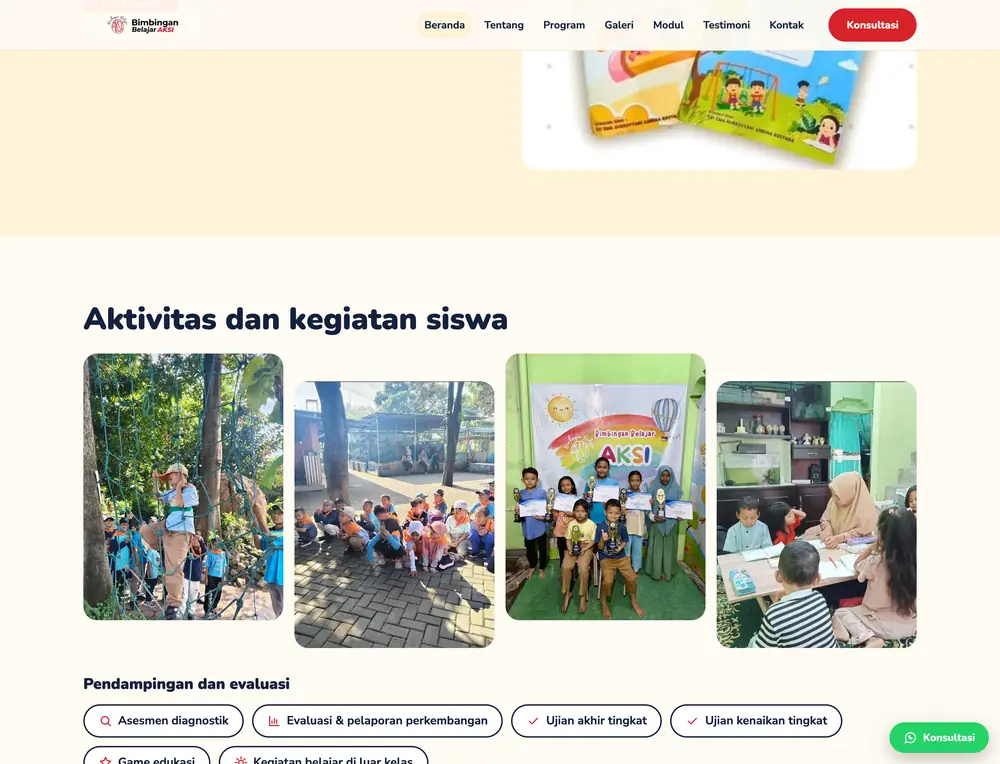 Bimbingan
Belajar AKSI
Beranda
Tentang
Program
Galeri
Modul
Testimoni
Kontak
Konsultasi
Aktivitas dan kegiatan siswa
Bimbingan Belajar
AKSI
Pendampingan dan evaluasi
Asesmen diagnostik
Evaluasi & pelaporan perkembangan
Ujian akhir tingkat
Ujian kenaikan tingkat
Game edukasi
Kegiatan belajar di luar kelas
Konsultasi